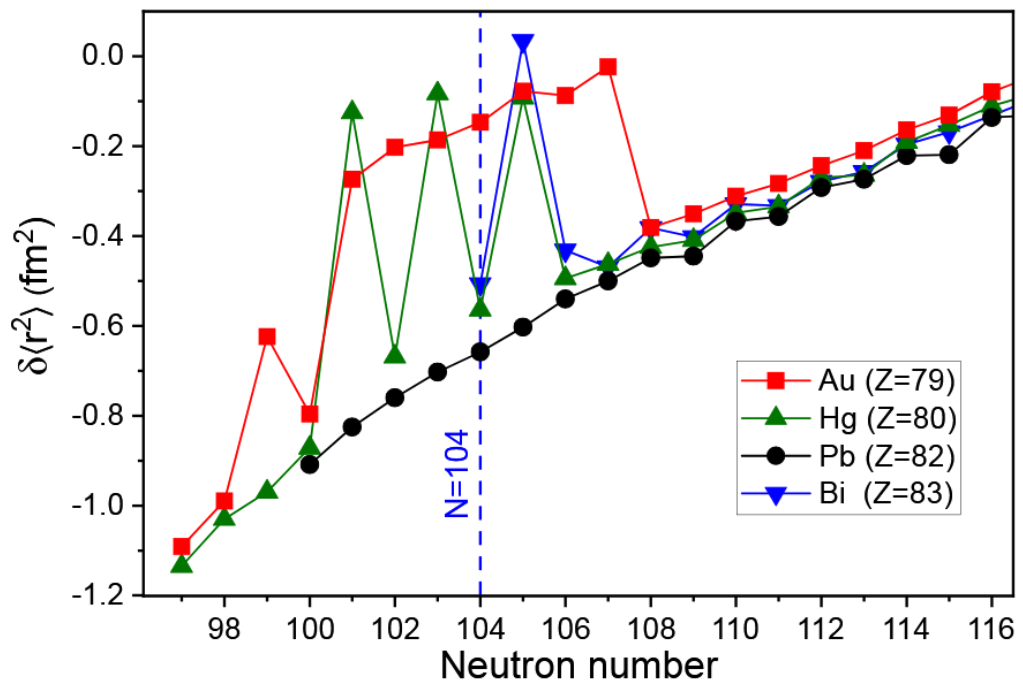 δ⟨r²⟩ (fm²)
0.0
-0.2
-0.4
-0.6
-0.8
-1.0
-1.2
N=104
Au (Z=79)
Hg (Z=80)
Pb (Z=82)
Bi (Z=83)
98 100 102 104 106 108 110 112 114 116
Neutron number